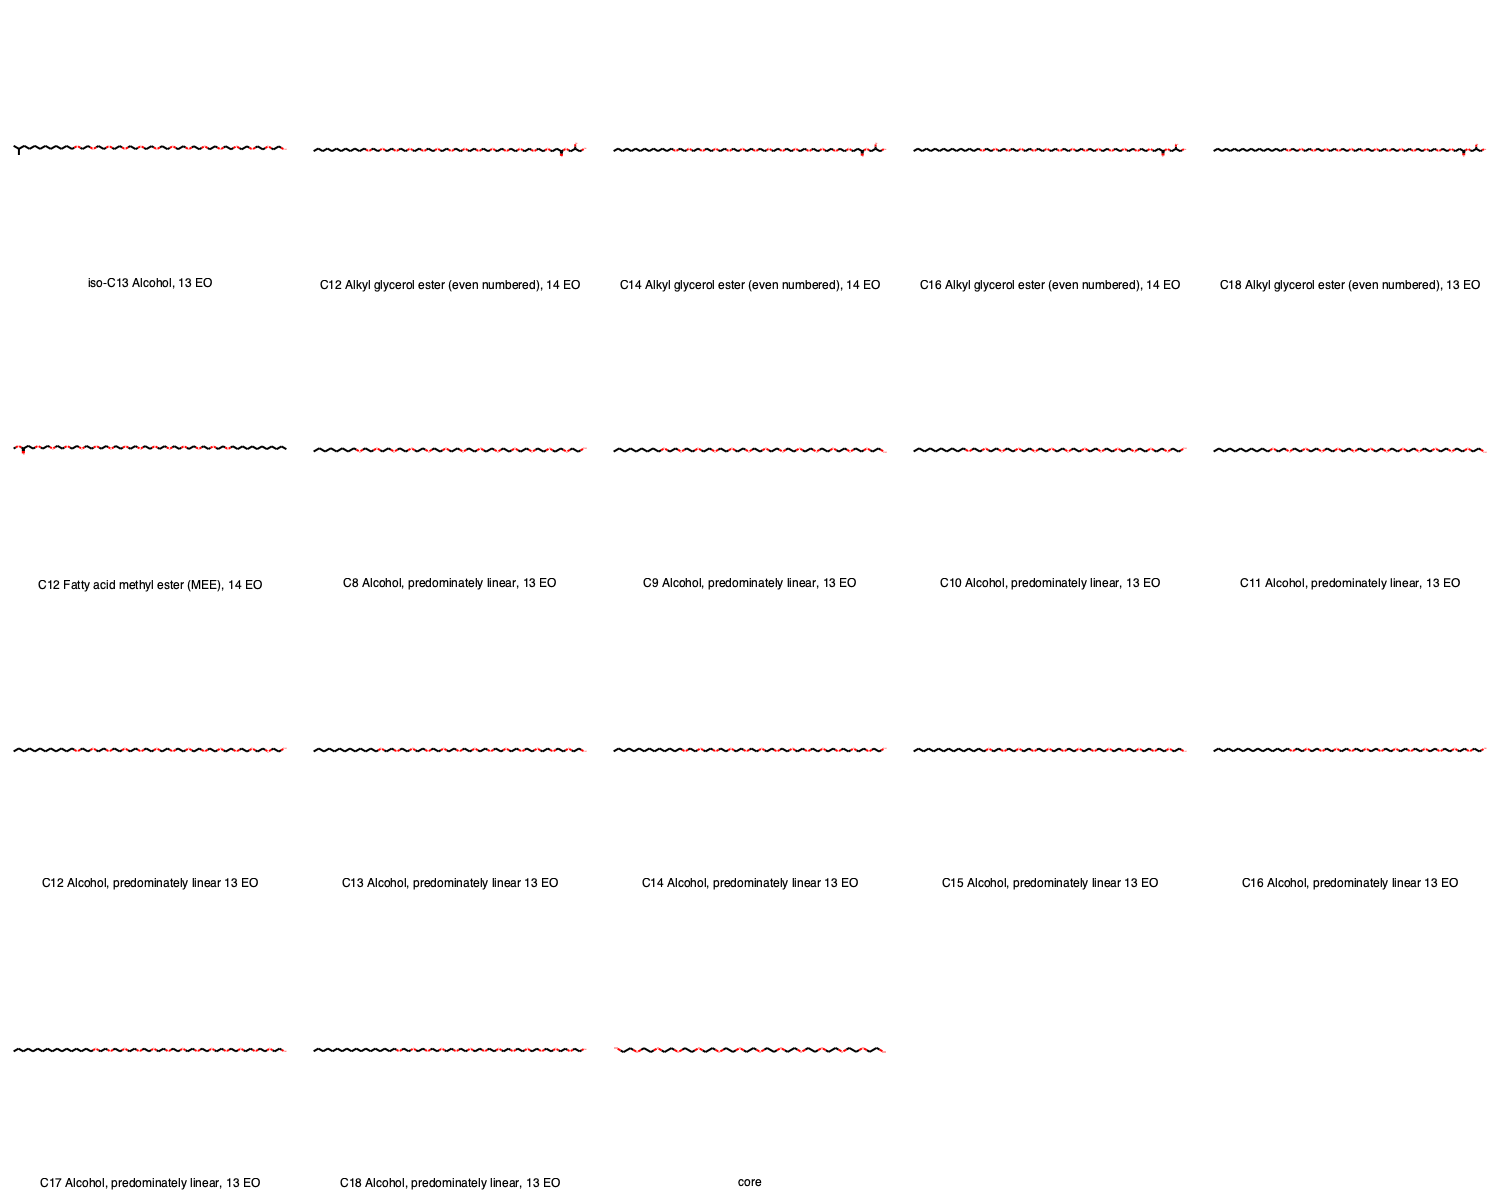 iso-C13 Alcohol, 13 EO
C12 Alkyl glycerol ester (even numbered), 14 EO
C14 Alkyl glycerol ester (even numbered), 14 EO
C16 Alkyl glycerol ester (even numbered), 14 EO
C18 Alkyl glycerol ester (even numbered), 13 EO
C12 Fatty acid methyl ester (MEE), 14 EO
C8 Alcohol, predominately linear, 13 EO
C9 Alcohol, predominately linear, 13 EO
C10 Alcohol, predominately linear, 13 EO
C11 Alcohol, predominately linear, 13 EO
C12 Alcohol, predominately linear 13 EO
C13 Alcohol, predominately linear 13 EO
C14 Alcohol, predominately linear 13 EO
C15 Alcohol, predominately linear 13 EO
C16 Alcohol, predominately linear 13 EO
C17 Alcohol, predominately linear, 13 EO
C18 Alcohol, predominately linear, 13 EO
core